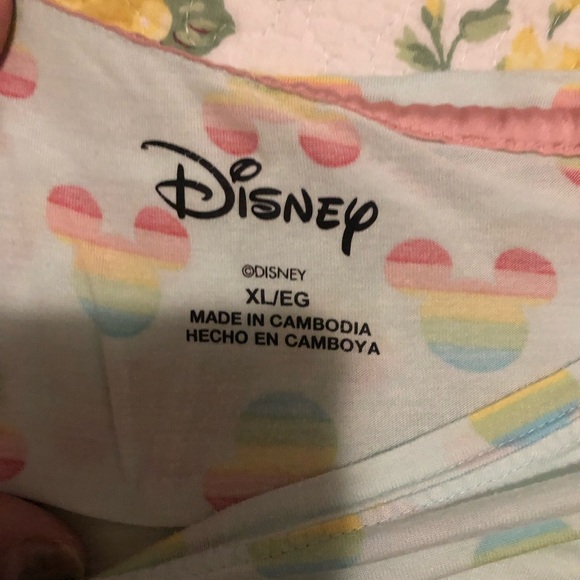 Disney
©DISNEY
XL/EG
MADE IN CAMBODIA
HECHO EN CAMBOYA